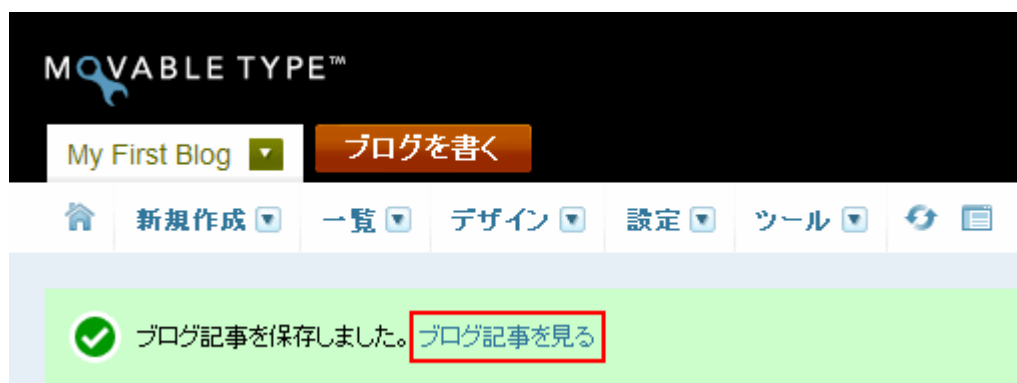 MOVABLE TYPE™
My First Blog ブログを書く
新規作成 一覧 デザイン 設定 ツール
ブログ記事を保存しました。ブログ記事を見る